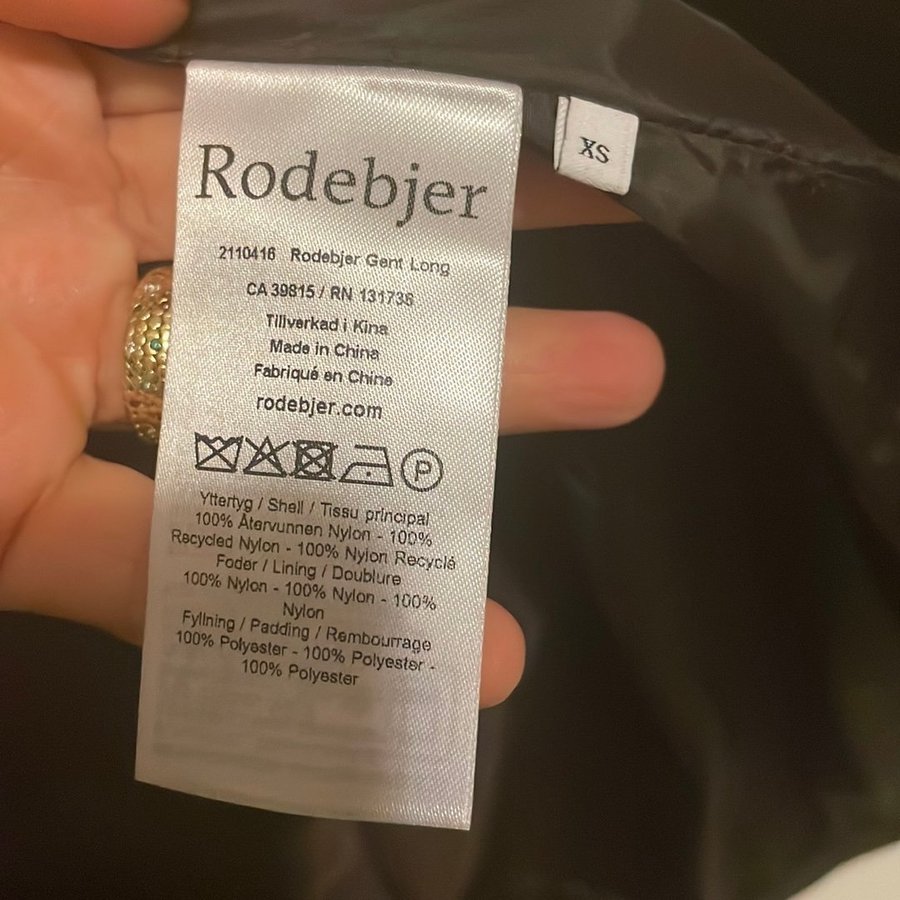 Rodebjer
XS
2110416 Rodebjer Gent Long
CA 39815 / RN 131736
Tillverkad i Kina
Made in China
Fabriqué en Chine
rodebjer.com
P
Yttertyg / Shell / Tissu principal
100% Återvunnen Nylon - 100%
Recycled Nylon - 100% Nylon Recyclé
Foder / Lining / Doublure
100% Nylon - 100% Nylon - 100%
Nylon
Fyllning / Padding / Rembourrage
100% Polyester - 100% Polyester -
100% Polyester